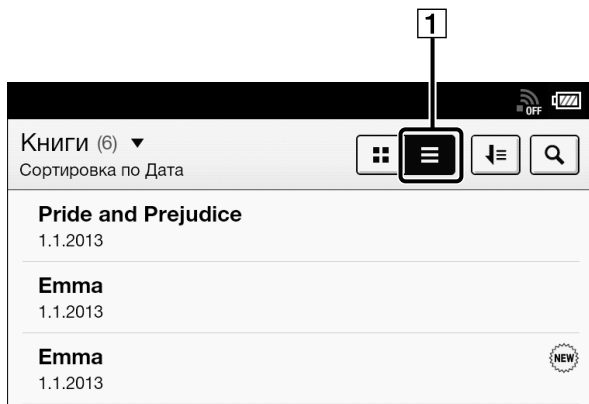 1
OFF
Книги (6)
Сортировка по Дата
Pride and Prejudice
1.1.2013
Emma
1.1.2013
Emma
NEW
1.1.2013